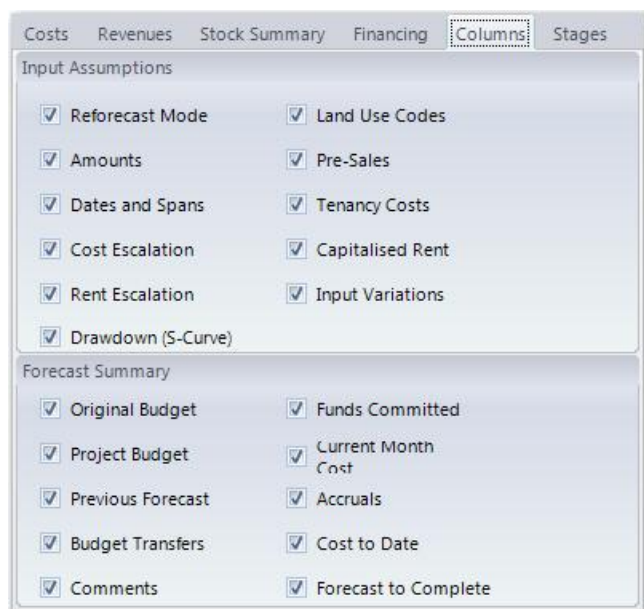 Costs Revenues Stock Summary Financing Columns Stages
Input Assumptions
Reforecast Mode Land Use Codes
Amounts Pre-Sales
Dates and Spans Tenancy Costs
Cost Escalation Capitalised Rent
Rent Escalation Input Variations
Drawdown (S-Curve)
Forecast Summary
Original Budget Funds Committed
Project Budget Current Month
Cost
Previous Forecast Accruals
Budget Transfers Cost to Date
Comments Forecast to Complete